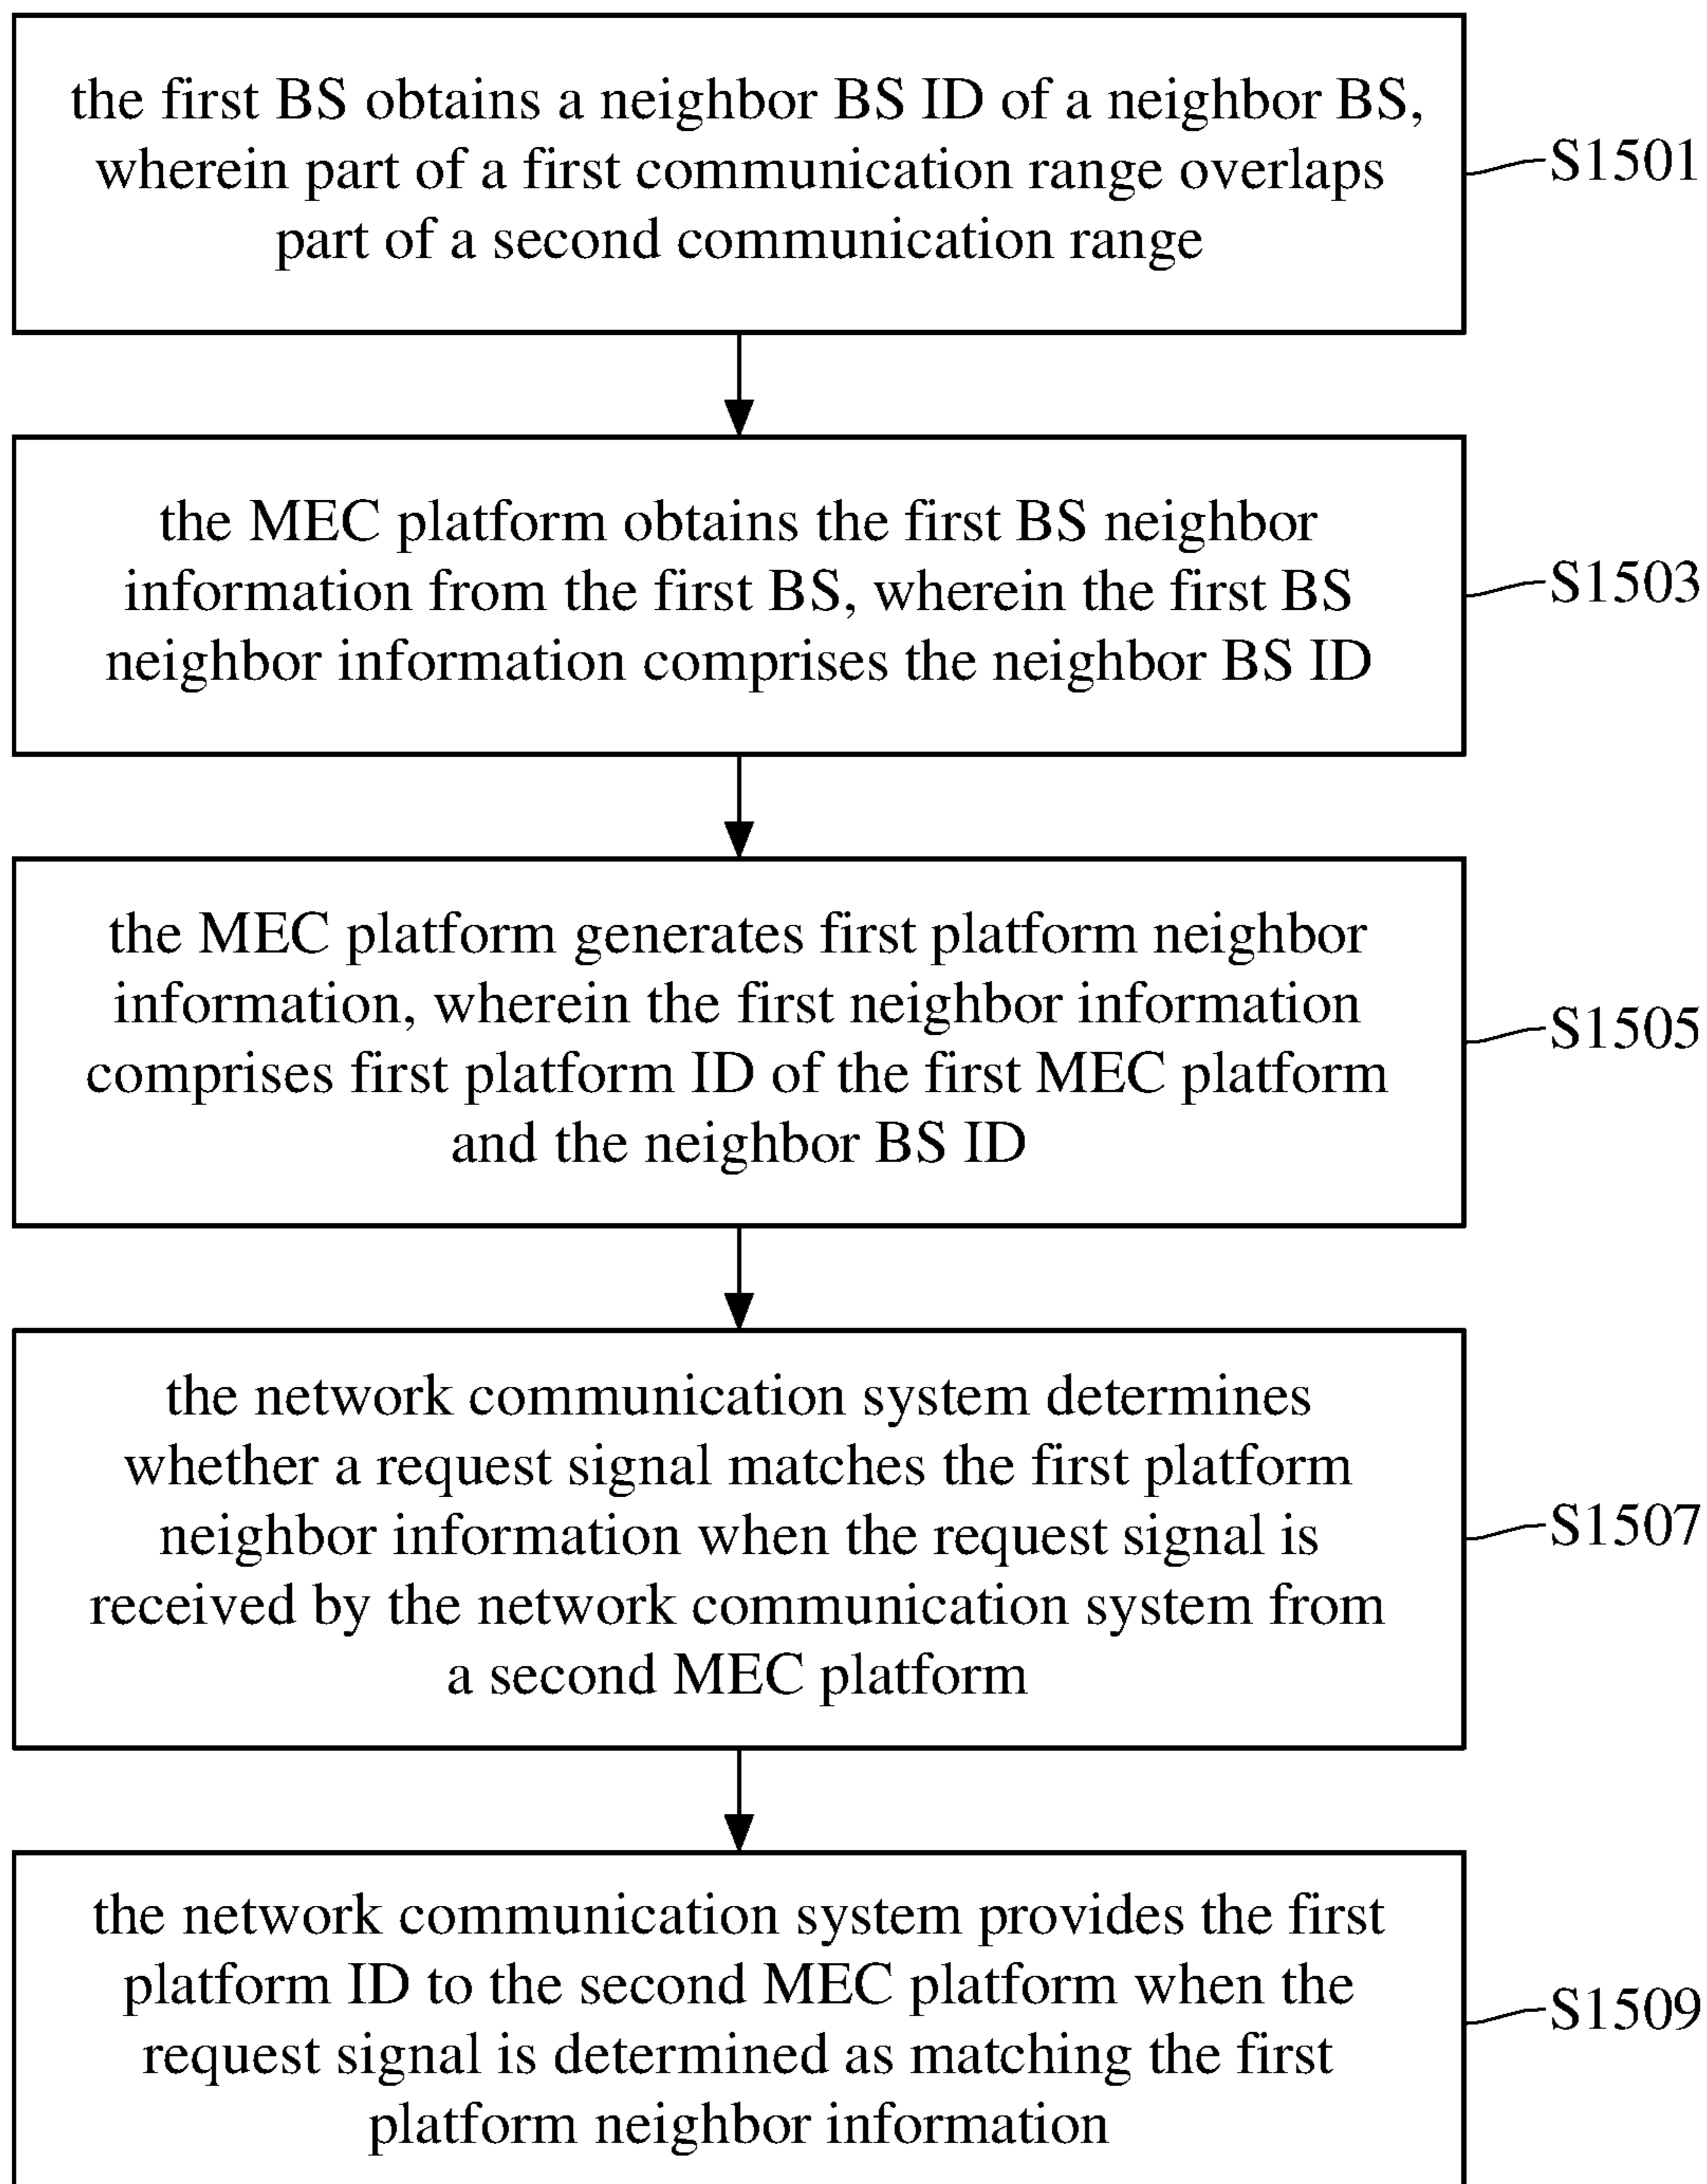 the first BS obtains a neighbor BS ID of a neighbor BS,
wherein part of a first communication range overlaps
part of a second communication range
S1501
the MEC platform obtains the first BS neighbor
information from the first BS, wherein the first BS
neighbor information comprises the neighbor BS ID
S1503
the MEC platform generates first platform neighbor
information, wherein the first neighbor information
comprises first platform ID of the first MEC platform
and the neighbor BS ID
S1505
the network communication system determines
whether a request signal matches the first platform
neighbor information when the request signal is
received by the network communication system from
a second MEC platform
S1507
the network communication system provides the first
platform ID to the second MEC platform when the
request signal is determined as matching the first
platform neighbor information
S1509